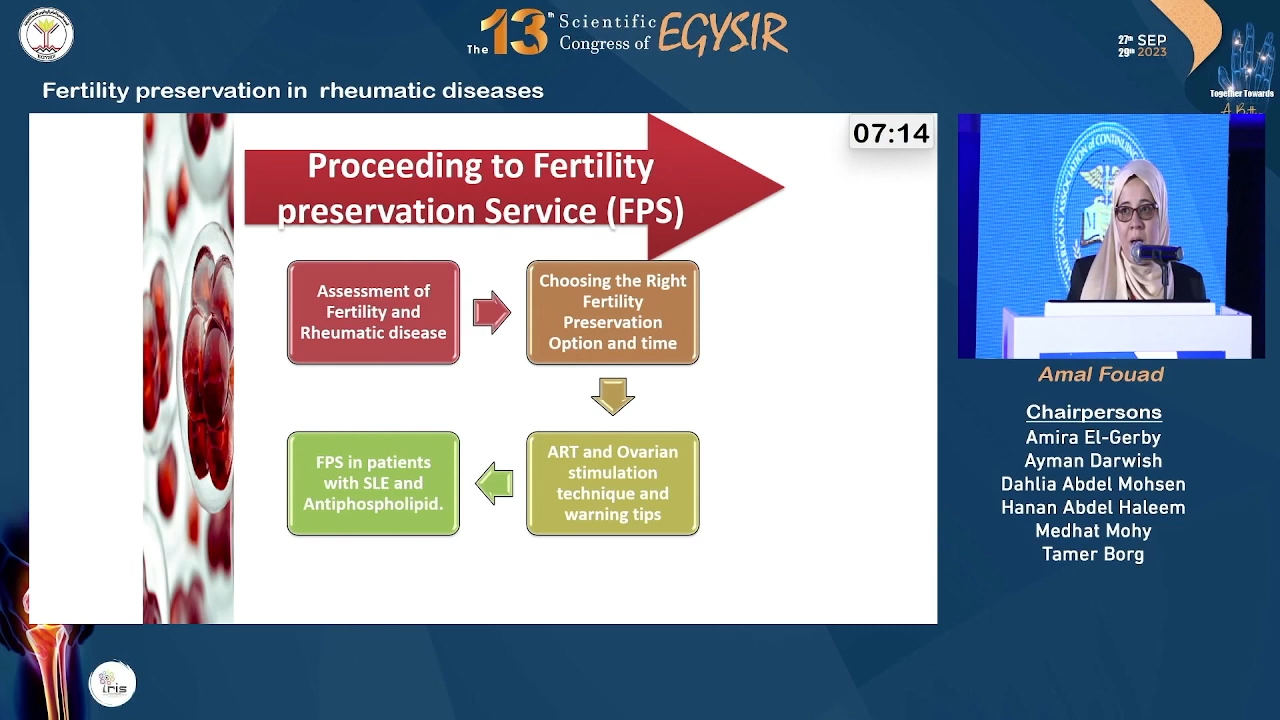 The 13th Scientific Congress of EGYSIR
27th SEP
29th 2023
Together Towards
Fertility preservation in rheumatic diseases
07:14
Proceeding to Fertility
preservation Service (FPS)
Assessment of
Fertility and
Rheumatic disease
Choosing the Right
Fertility
Preservation
Option and time
ART and Ovarian
stimulation
technique and
warning tips
FPS in patients
with SLE and
Antiphospholipid.
Amal Fouad
Chairpersons
Amira El-Gerby
Ayman Darwish
Dahlia Abdel Mohsen
Hanan Abdel Haleem
Medhat Mohy
Tamer Borg
iris